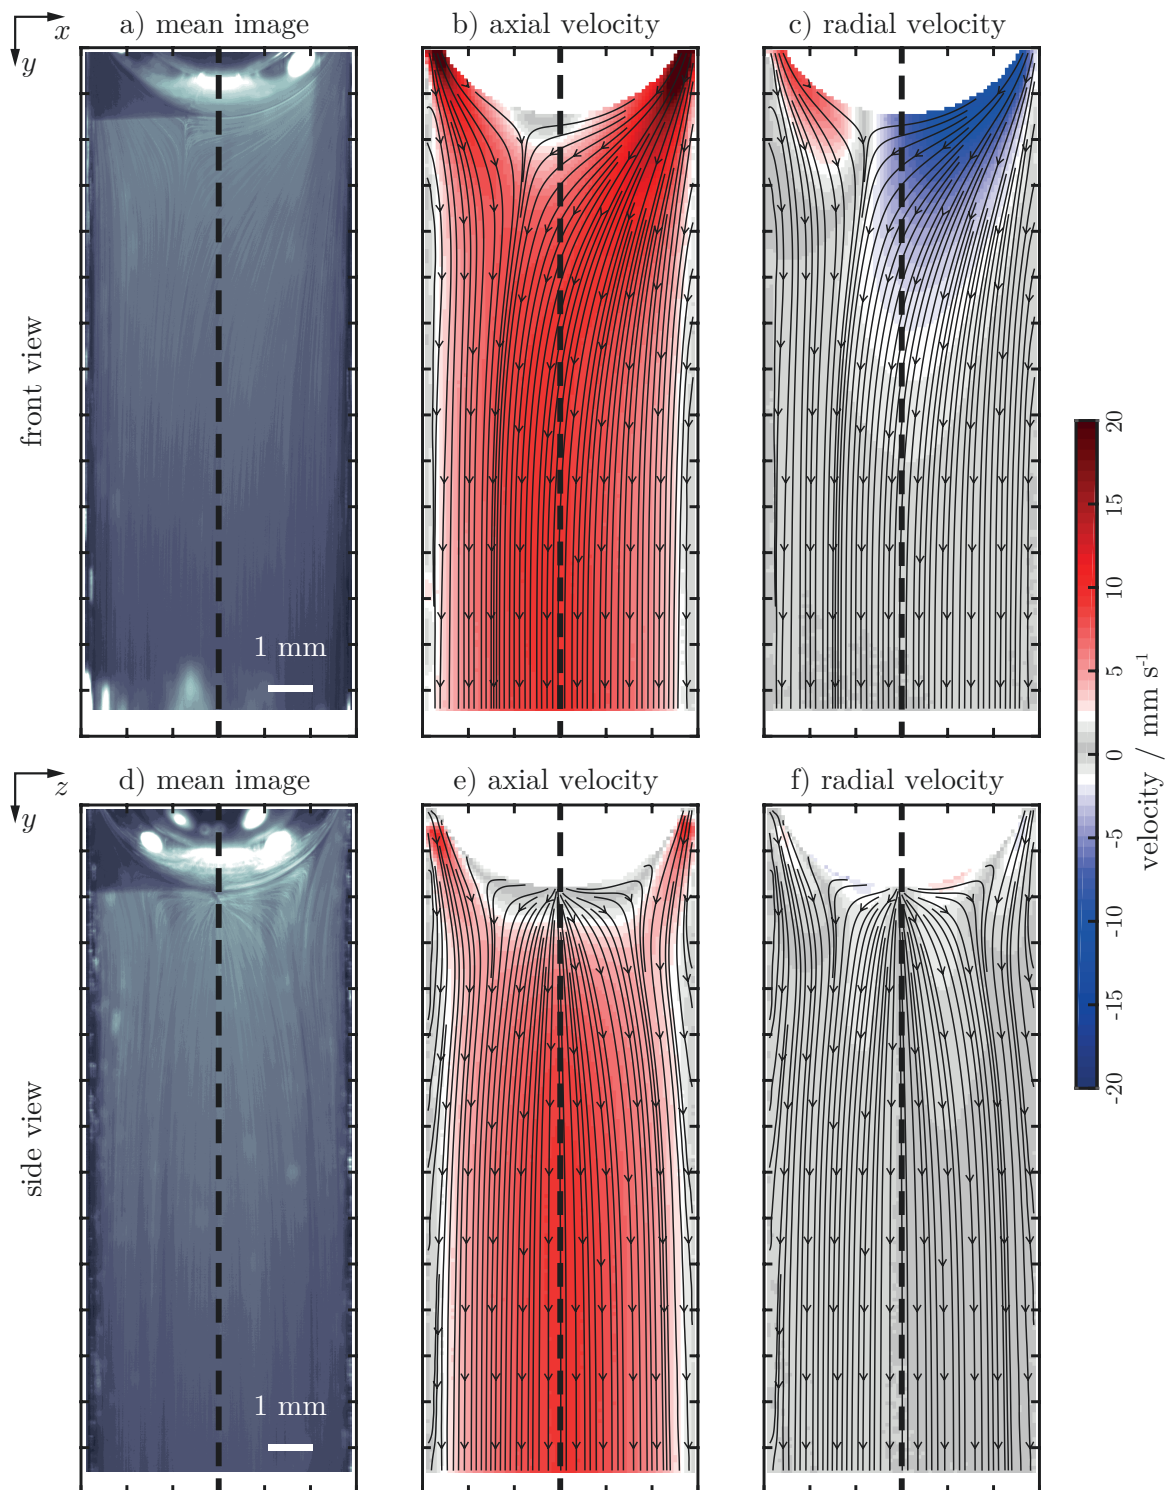 x
y
a) mean image
b) axial velocity
c) radial velocity
front view
1 mm
z
y
d) mean image
e) axial velocity
f) radial velocity
side view
1 mm
20
15
10
5
0
-5
-10
-15
-20
velocity / mm s⁻¹